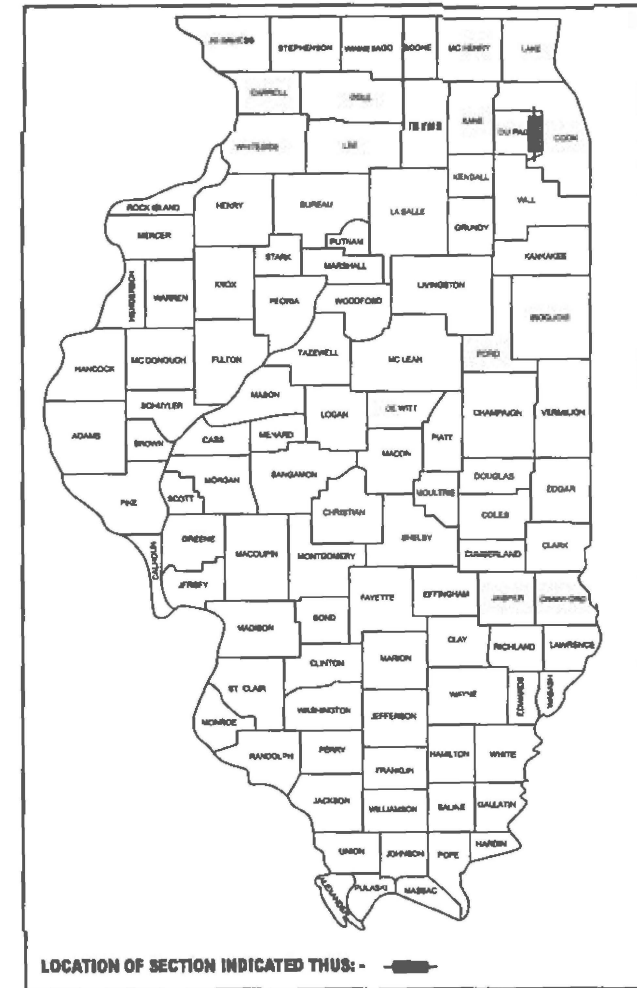 JO DAVIESS
STEPHENSON
WINNEBAGO
BOONE
MC HENRY
LAKE
CARROLL
OGLE
KANE
DU PAG
COOK
WHITESIDE
LEE
KENDALL
WILL
ROCK ISLAND
HENRY
BUREAU
LA SALLE
GRUNDY
MERCER
PUTNAM
STARK
MARSHALL
KANKAKEE
HENDERSON
WARREN
KNOX
PEORIA
WOODFORD
LIVINGSTON
IROQUOIS
HANCOCK
MC DONOUGH
FULTON
TAZEWELL
MC LEAN
FORD
SCHUYLER
MASON
LOGAN
DE WITT
CHAMPAIGN
VERMILION
ADAMS
BROWN
CASS
MENARD
MACON
PIATT
PIKE
SCOTT
MORGAN
SANGAMON
CHRISTIAN
MOULTRIE
DOUGLAS
EDGAR
COLES
GREENE
MACOUPIN
MONTGOMERY
SHELBY
CUMBERLAND
CLARK
CALHOUN
JERSEY
FAYETTE
EFFINGHAM
JASPER
CRAWFORD
MADISON
BOND
CLAY
RICHLAND
LAWRENCE
CLINTON
MARION
ST CLAIR
WAYNE
EDWARDS
WABASH
MONROE
WASHINGTON
JEFFERSON
RANDOLPH
PERRY
HAMILTON
WHITE
FRANKLIN
JACKSON
WILLIAMSON
SALINE
GALLATIN
UNION
JOHNSON
POPE
HARDIN
ALEXANDER
PULASKI
MASSAC
LOCATION OF SECTION INDICATED THUS: -